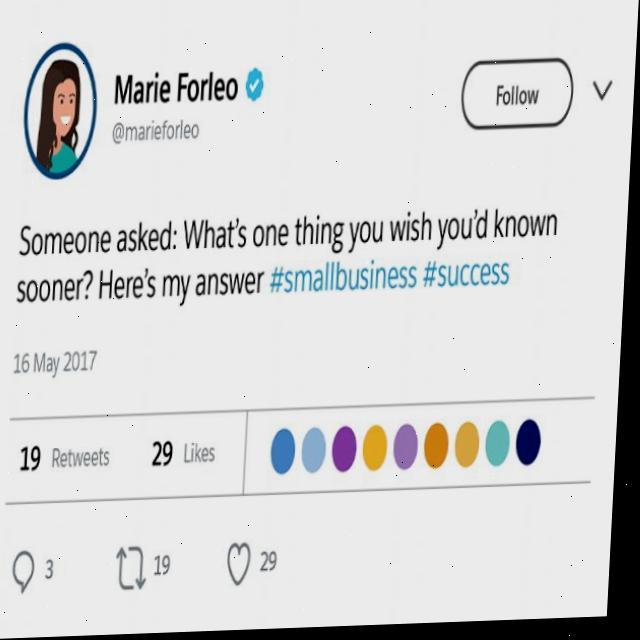 Marie Forleo
@marieforleo
Follow
Someone asked: What's one thing you wish you'd known
sooner? Here's my answer #smallbusiness #success
16 May 2017
19 Retweets 29 Likes
3 19 29